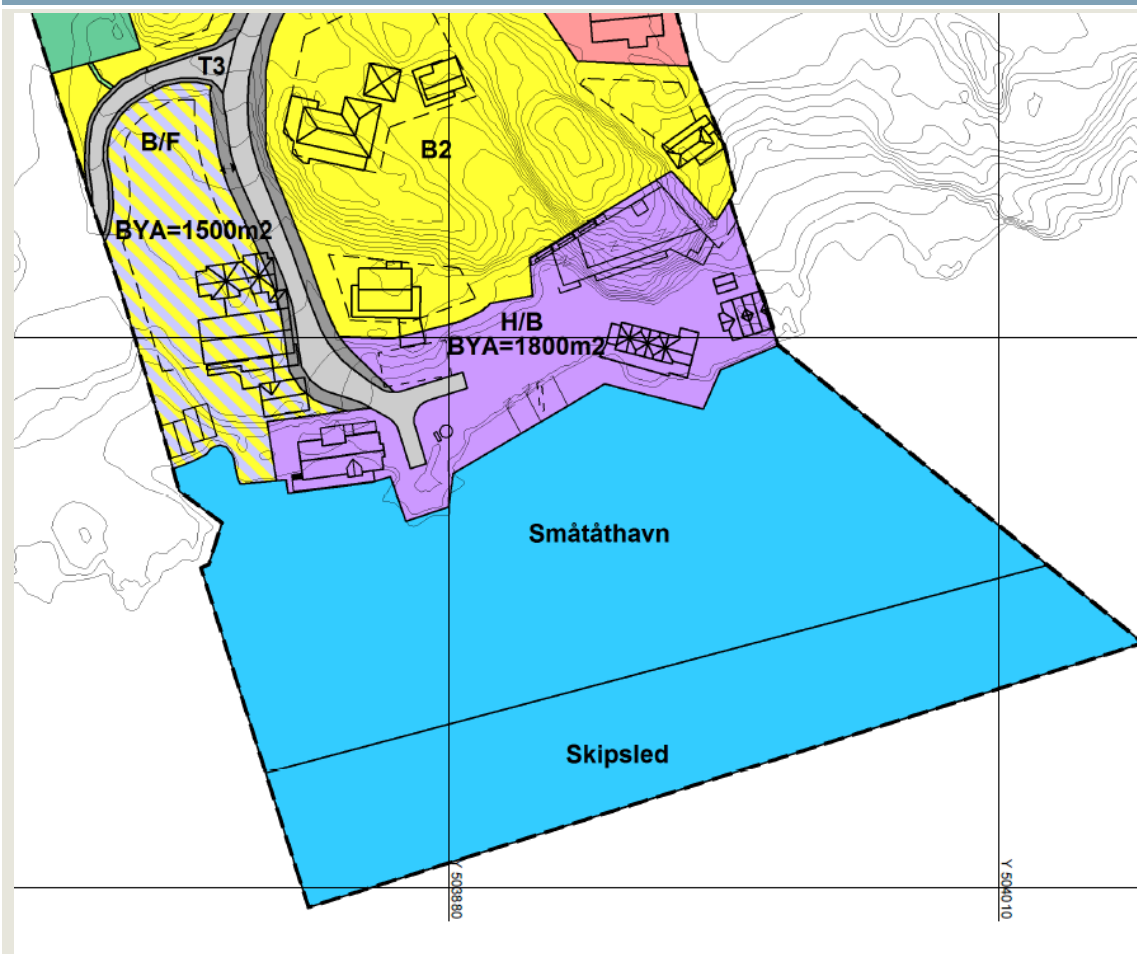 T3
B/F
B2
BYA=1500m2
H/B
BYA=1800m2
Småtåthavn
Skipsled
Y 503880
Y 504010